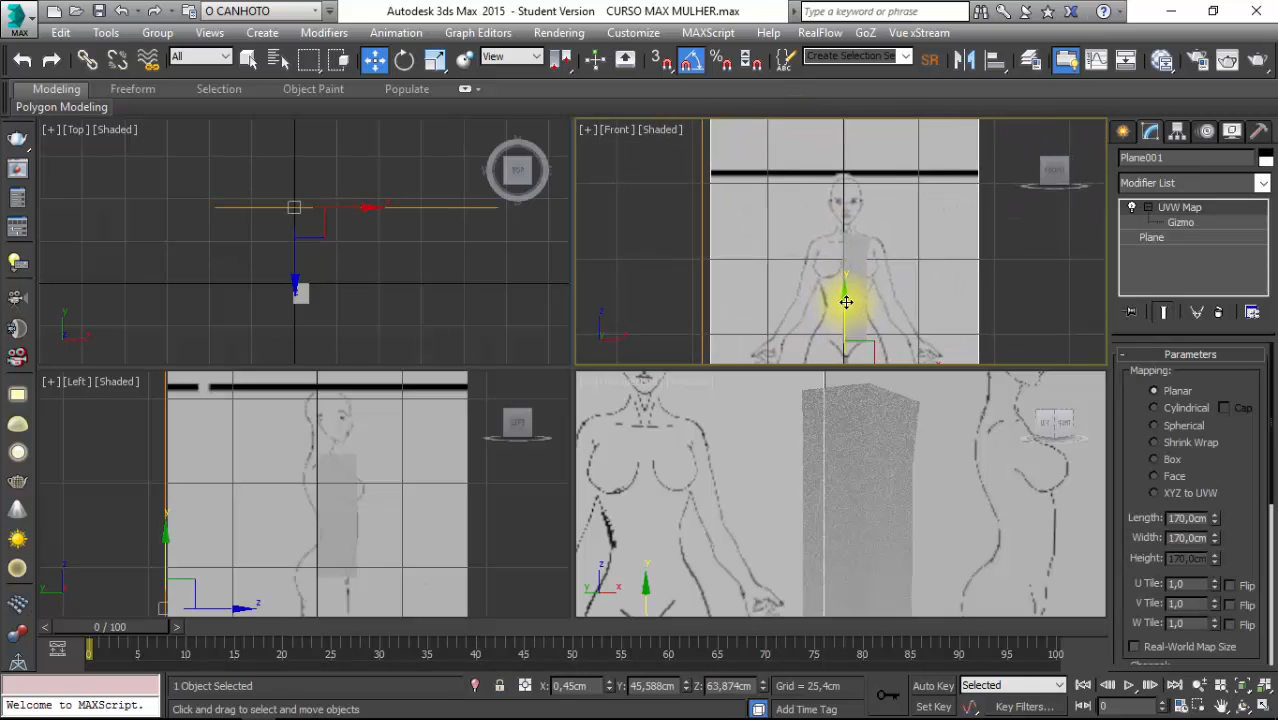 O CANHOTO
Autodesk 3ds Max 2015 - Student Version CURSO MAX MULHER.max
Type a keyword or phrase
MAX
Edit Tools Group Views Create Modifiers Animation Graph Editors Rendering Customize MAXScript Help RealFlow GoZ Vue xStream
All View 3 Create Selection Se SR
Modeling Freeform Selection Object Paint Populate
Polygon Modeling
[+] [Top] [Shaded]
[+] [Front] [Shaded]
TOP
FRONT
Plane001
Modifier List
UVW Map
Gizmo
Plane
[+] [Left] [Shaded]
LEFT
Parameters
Mapping:
Planar
Cylindrical Cap
Spherical
Shrink Wrap
Box
Face
XYZ to UVW
Length: 170,0cm
Width: 170,0cm
Height: 170,0cm
U Tile: 1,0 Flip
V Tile: 1,0 Flip
W Tile: 1,0 Flip
Real-World Map Size
0 / 100
0 5 10 15 20 25 30 35 40 45 50 55 60 65 70 75 80 85 90 95 100
1 Object Selected X: 0,45cm Y: 45,588cm Z: 63,874cm Grid = 25,4cm Auto Key Selected
Welcome to MAXScript. Click and drag to select and move objects Add Time Tag Set Key Key Filters... 0